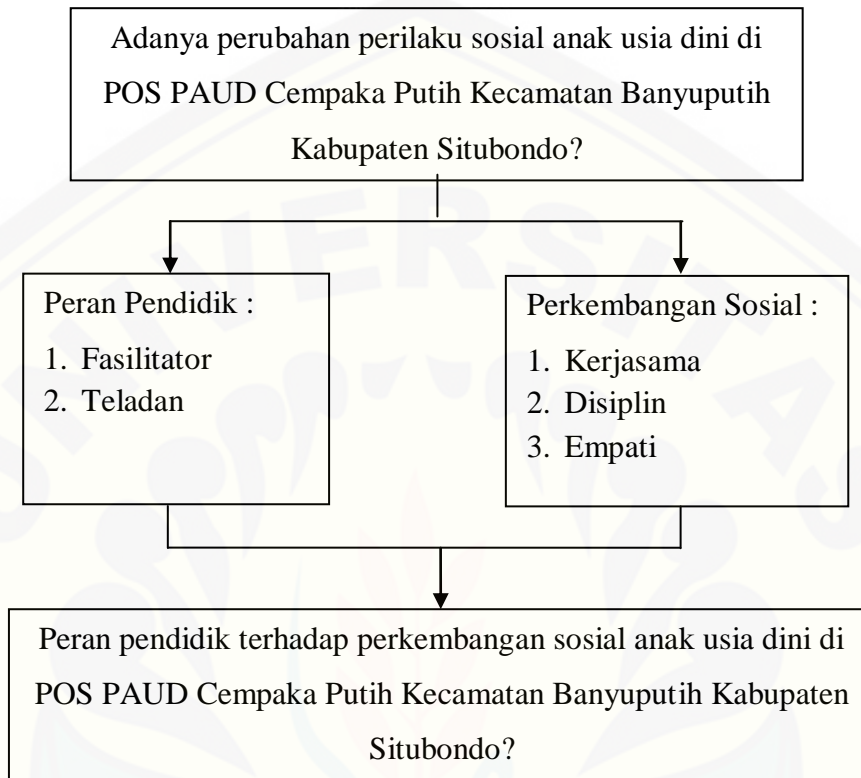 Adanya perubahan perilaku sosial anak usia dini di
POS PAUD Cempaka Putih Kecamatan Banyuputih
Kabupaten Situbondo?
Peran Pendidik :
1. Fasilitator
2. Teladan
Perkembangan Sosial :
1. Kerjasama
2. Disiplin
3. Empati
Peran pendidik terhadap perkembangan sosial anak usia dini di
POS PAUD Cempaka Putih Kecamatan Banyuputih Kabupaten
Situbondo?
UNIVERSITAS